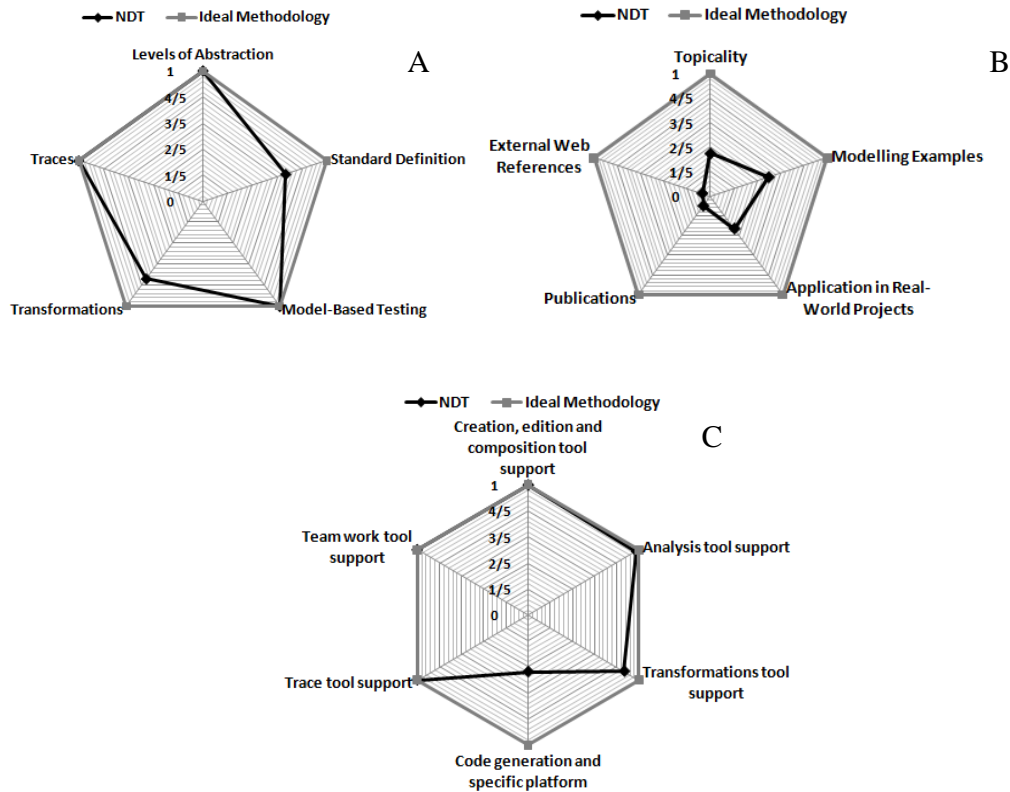 NDT Ideal Methodology
A
Levels of Abstraction
1
4/5
3/5
2/5
1/5
0
Traces
Standard Definition
Transformations
Model-Based Testing
NDT Ideal Methodology
B
Topicality
1
4/5
3/5
2/5
1/5
0
External Web
References
Modelling Examples
Publications
Application in Real-
World Projects
NDT Ideal Methodology
C
Creation, edition and
composition tool
support
1
4/5
3/5
2/5
1/5
0
Team work tool
support
Analysis tool support
Trace tool support
Transformations tool
support
Code generation and
specific platform